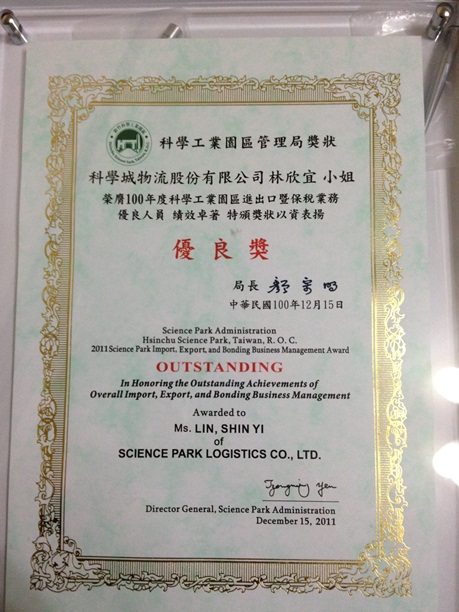 科學工業園區管理局獎狀
科學城物流股份有限公司林欣宜 小姐
榮膺100年度科學工業園區進出口暨保稅業務
優良人員 績效卓著 特頒獎狀以資表揚
優良獎
局長 顏宗明
中華民國100年12月15日
Science Park Administration
Hsinchu Science Park, Taiwan, R. O. C.
2011 Science Park Import, Export, and Bonding Business Management Award
OUTSTANDING
In Honoring the Outstanding Achievements of
Overall Import, Export, and Bonding Business Management
Awarded to
Ms. LIN, SHIN YI
of
SCIENCE PARK LOGISTICS CO., LTD.
Director General, Science Park Administration
December 15, 2011